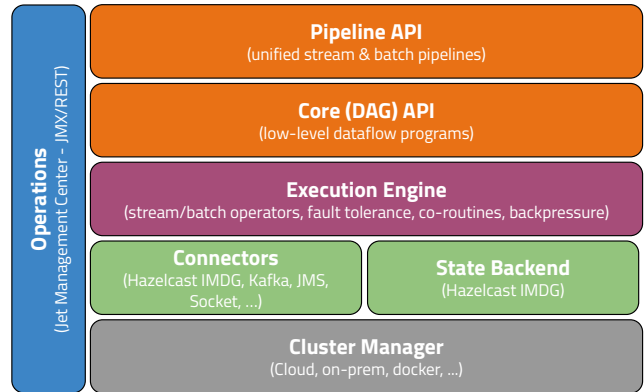 Operations
(Jet Management Center - JMX/REST)
Pipeline API
(unified stream & batch pipelines)
Core (DAG) API
(low-level dataflow programs)
Execution Engine
(stream/batch operators, fault tolerance, co-routines, backpressure)
Connectors
(Hazelcast IMDG, Kafka, JMS,
Socket, ...)
State Backend
(Hazelcast IMDG)
Cluster Manager
(Cloud, on-prem, docker, ...)